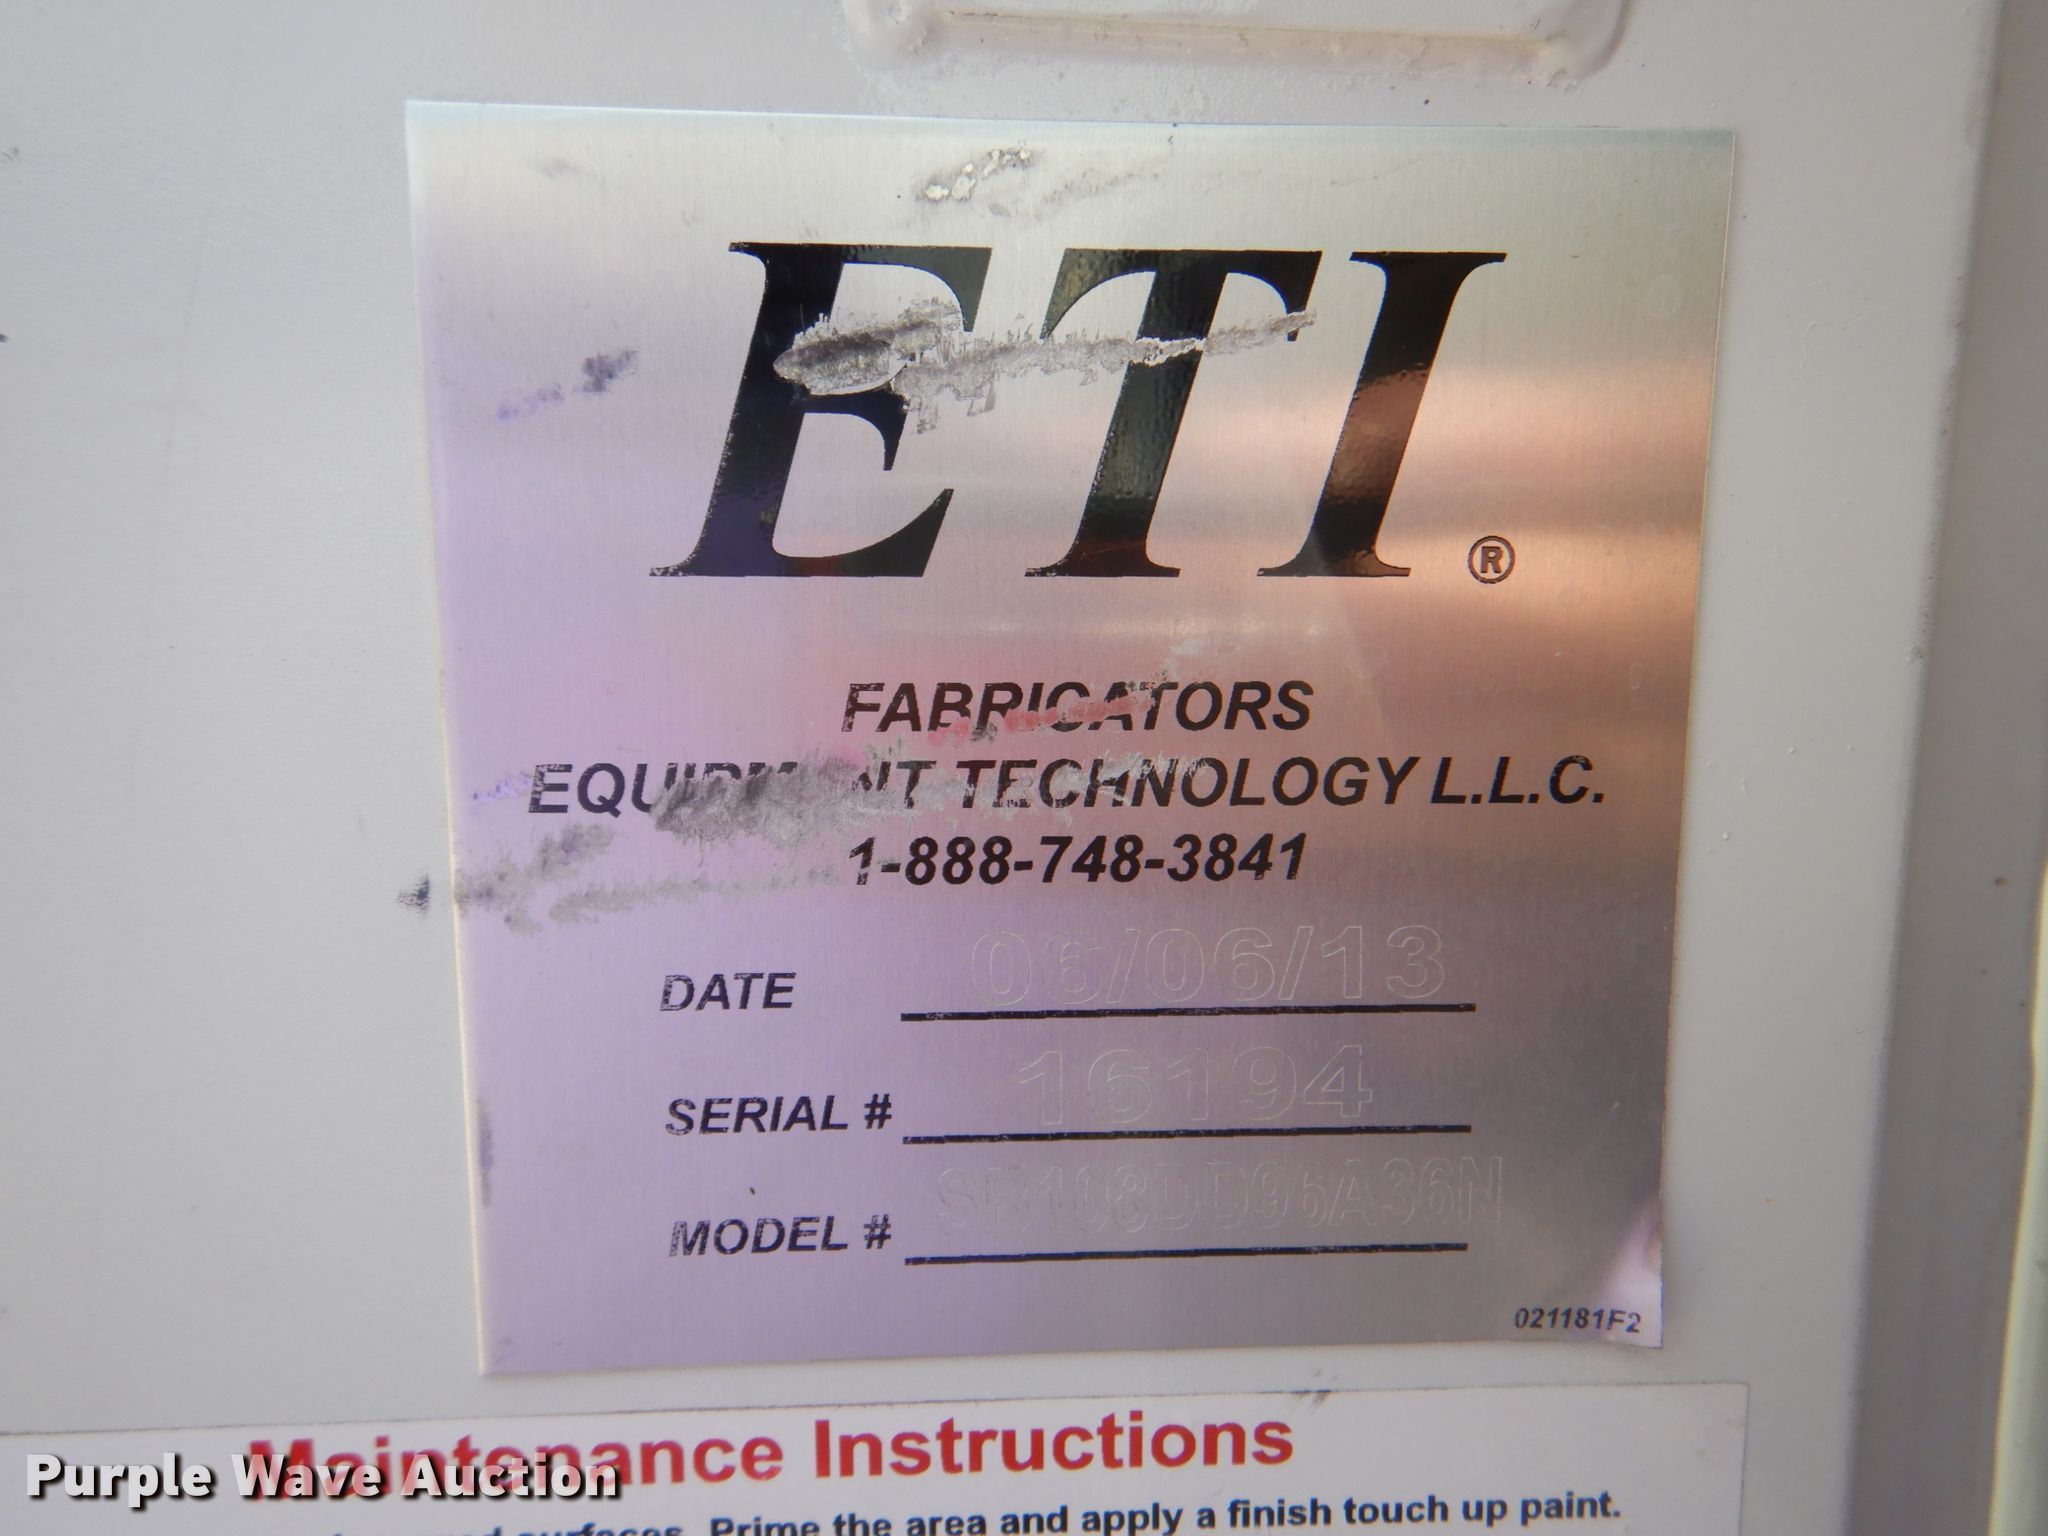 ETI®
FABRICATORS
EQUIPMENT TECHNOLOGY L.L.C.
1-888-748-3841
DATE 06/06/13
SERIAL # 16194
MODEL # SB108DD96A36N
021181F2
Maintenance Instructions
surfaces. Prime the area and apply a finish touch up paint.
Purple Wave Auction